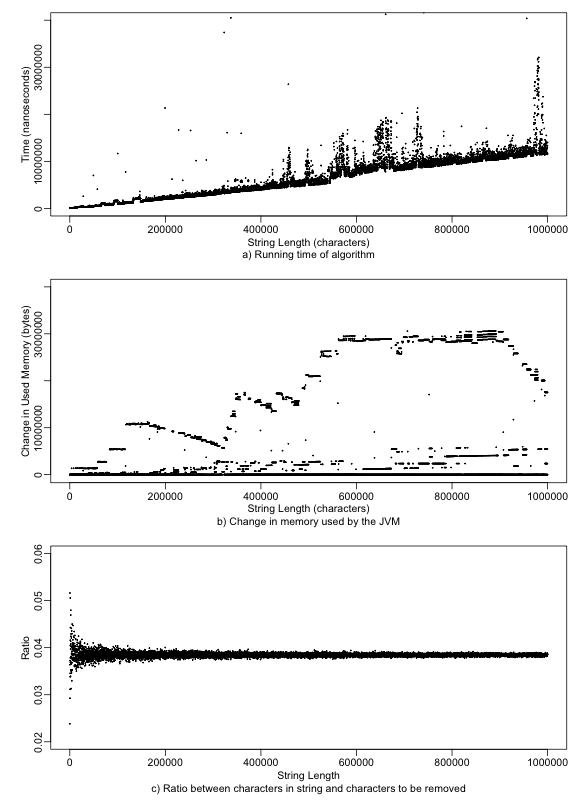 30000000
10000000
0
Time (nanoseconds)
0 200000 400000 600000 800000 1000000
String Length (characters)
a) Running time of algorithm
30000000
10000000
0
Change in Used Memory (bytes)
0 200000 400000 600000 800000 1000000
String Length (characters)
b) Change in memory used by the JVM
0.06
0.05
0.04
0.03
0.02
Ratio
0 200000 400000 600000 800000 1000000
String Length
c) Ratio between characters in string and characters to be removed